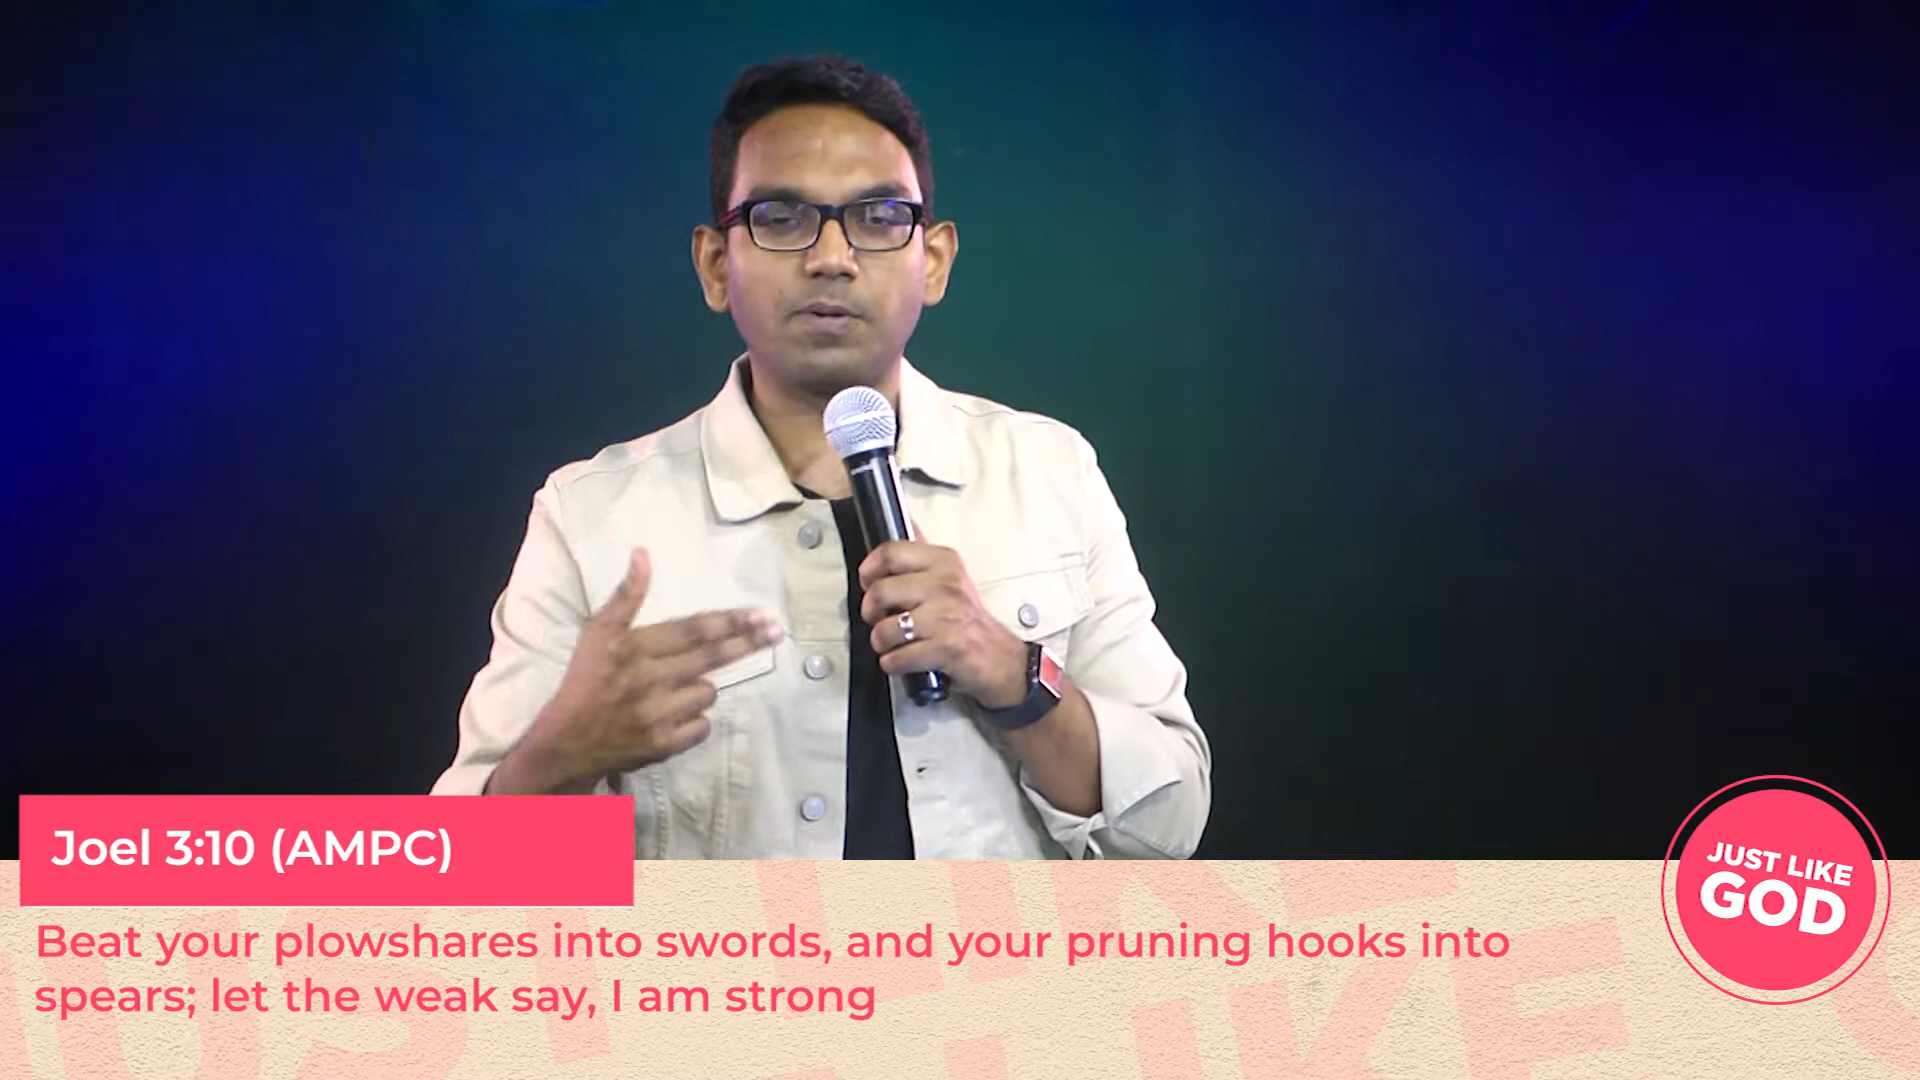 Joel 3:10 (AMPC)
Beat your plowshares into swords, and your pruning hooks into
spears; let the weak say, I am strong
JUST LIKE
GOD